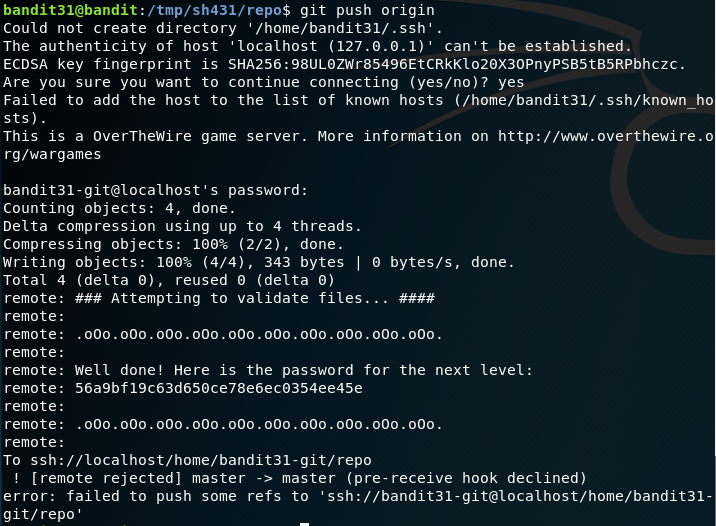 bandit31@bandit:/tmp/sh431/repo$ git push origin
Could not create directory '/home/bandit31/.ssh'.
The authenticity of host 'localhost (127.0.0.1)' can't be established.
ECDSA key fingerprint is SHA256:98UL0ZWr85496EtCRkKlo20X3OPnyPSB5tB5RPbhczc.
Are you sure you want to continue connecting (yes/no)? yes
Failed to add the host to the list of known hosts (/home/bandit31/.ssh/known_ho
sts).
This is a OverTheWire game server. More information on http://www.overthewire.o
rg/wargames
bandit31-git@localhost's password:
Counting objects: 4, done.
Delta compression using up to 4 threads.
Compressing objects: 100% (2/2), done.
Writing objects: 100% (4/4), 343 bytes | 0 bytes/s, done.
Total 4 (delta 0), reused 0 (delta 0)
remote: ### Attempting to validate files... ####
remote:
remote: .oOo.oOo.oOo.oOo.oOo.oOo.oOo.oOo.oOo.oOo.
remote:
remote: Well done! Here is the password for the next level:
remote: 56a9bf19c63d650ce78e6ec0354ee45e
remote:
remote: .oOo.oOo.oOo.oOo.oOo.oOo.oOo.oOo.oOo.oOo.
remote:
To ssh://localhost/home/bandit31-git/repo
 ! [remote rejected] master -> master (pre-receive hook declined)
error: failed to push some refs to 'ssh://bandit31-git@localhost/home/bandit31-
git/repo'